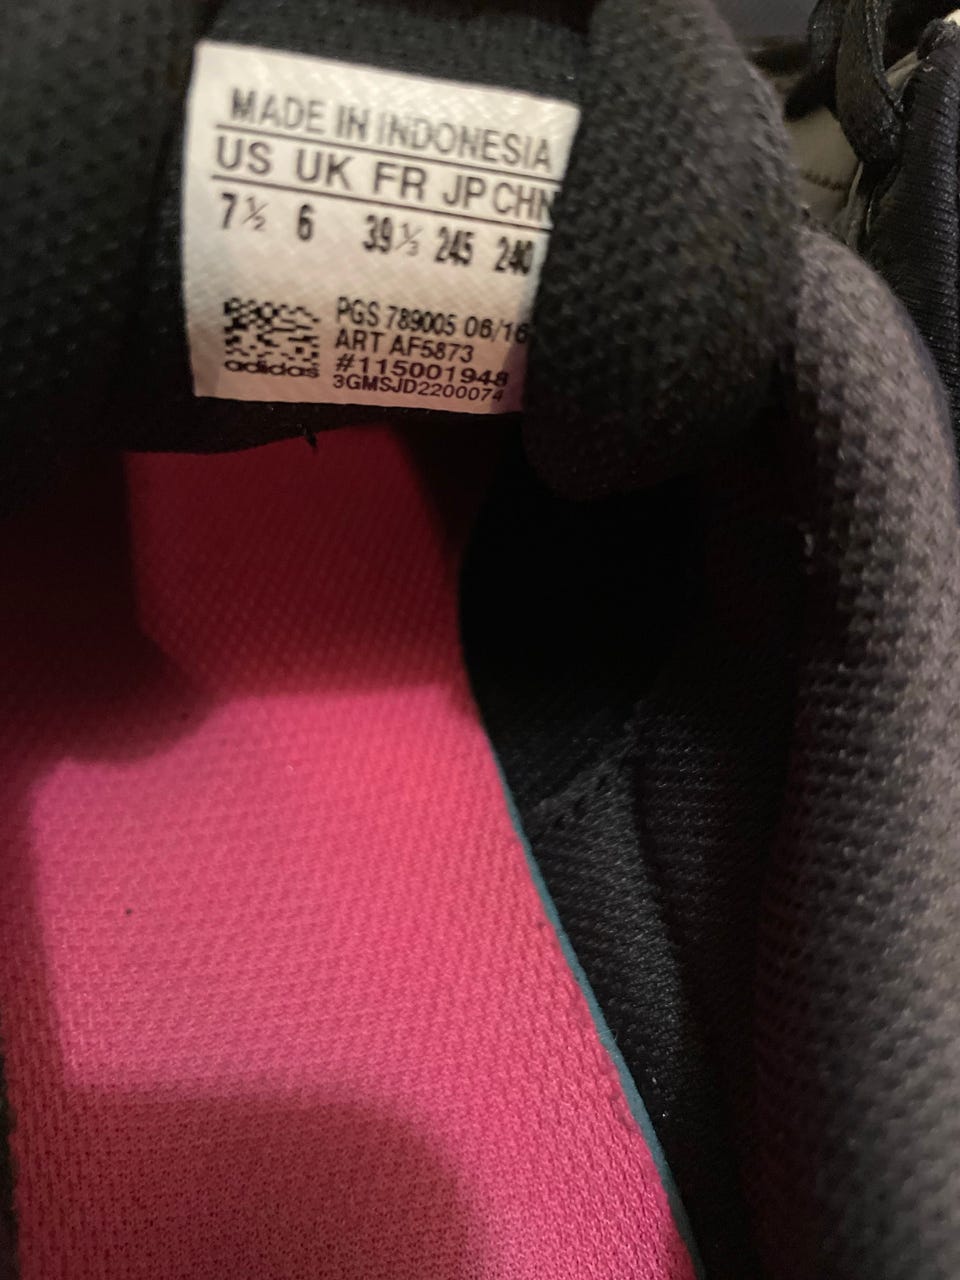 MADE IN INDONESIA
US UK FR JP CHN
7½ 6 39⅓ 245 240
PGS 789005 06/16
ART AF5873
#115001948
3GMSJD2200074
adidas